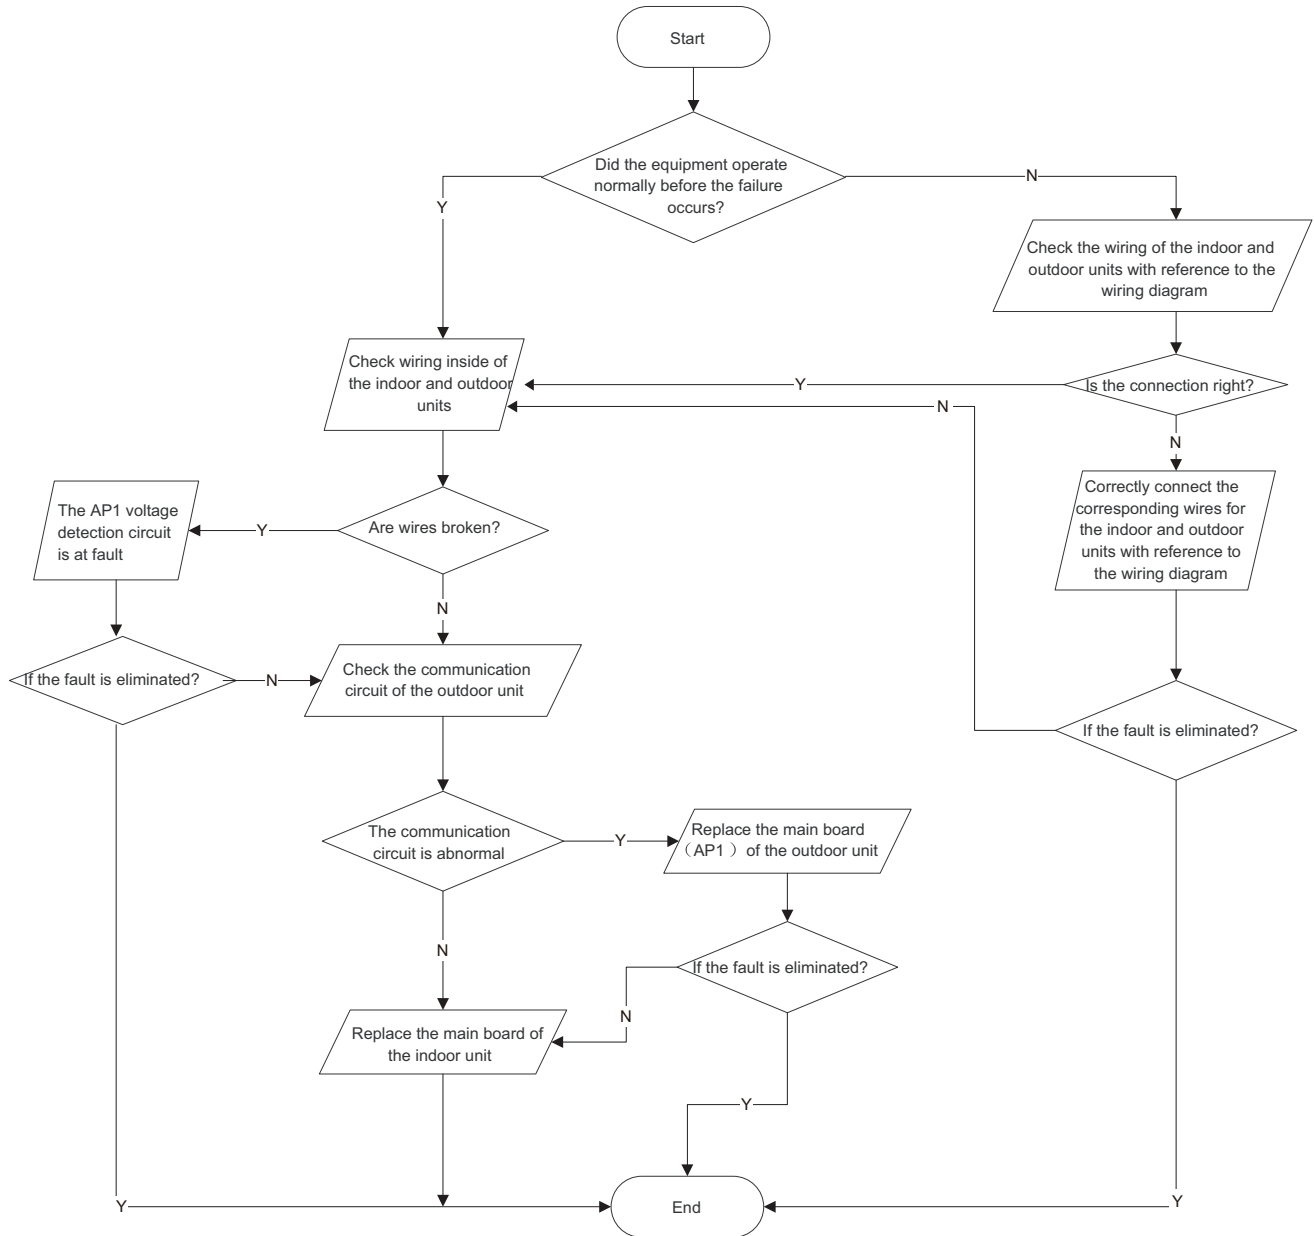 Start
Did the equipment operate
normally before the failure
occurs?
N
Y
Check the wiring of the indoor and
outdoor units with reference to the
wiring diagram
Check wiring inside of
the indoor and outdoor
units
Y
Is the connection right?
N
N
Correctly connect the
corresponding wires for
the indoor and outdoor
units with reference to
the wiring diagram
The AP1 voltage
detection circuit
is at fault
Y
Are wires broken?
N
If the fault is eliminated?
N
Check the communication
circuit of the outdoor unit
If the fault is eliminated?
The communication
circuit is abnormal
Y
Replace the main board
（AP1 ）of the outdoor unit
N
If the fault is eliminated?
N
Replace the main board of
the indoor unit
Y
Y
End
Y